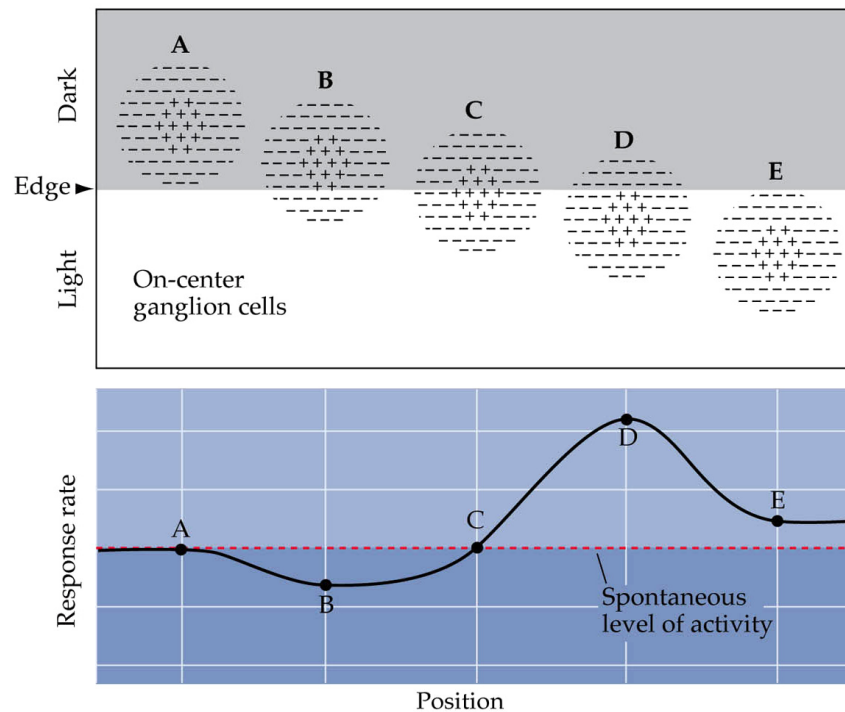 A
B
C
D
E
Dark
Edge
Light
On-center
ganglion cells
A
B
C
D
E
Spontaneous
level of activity
Response rate
Position